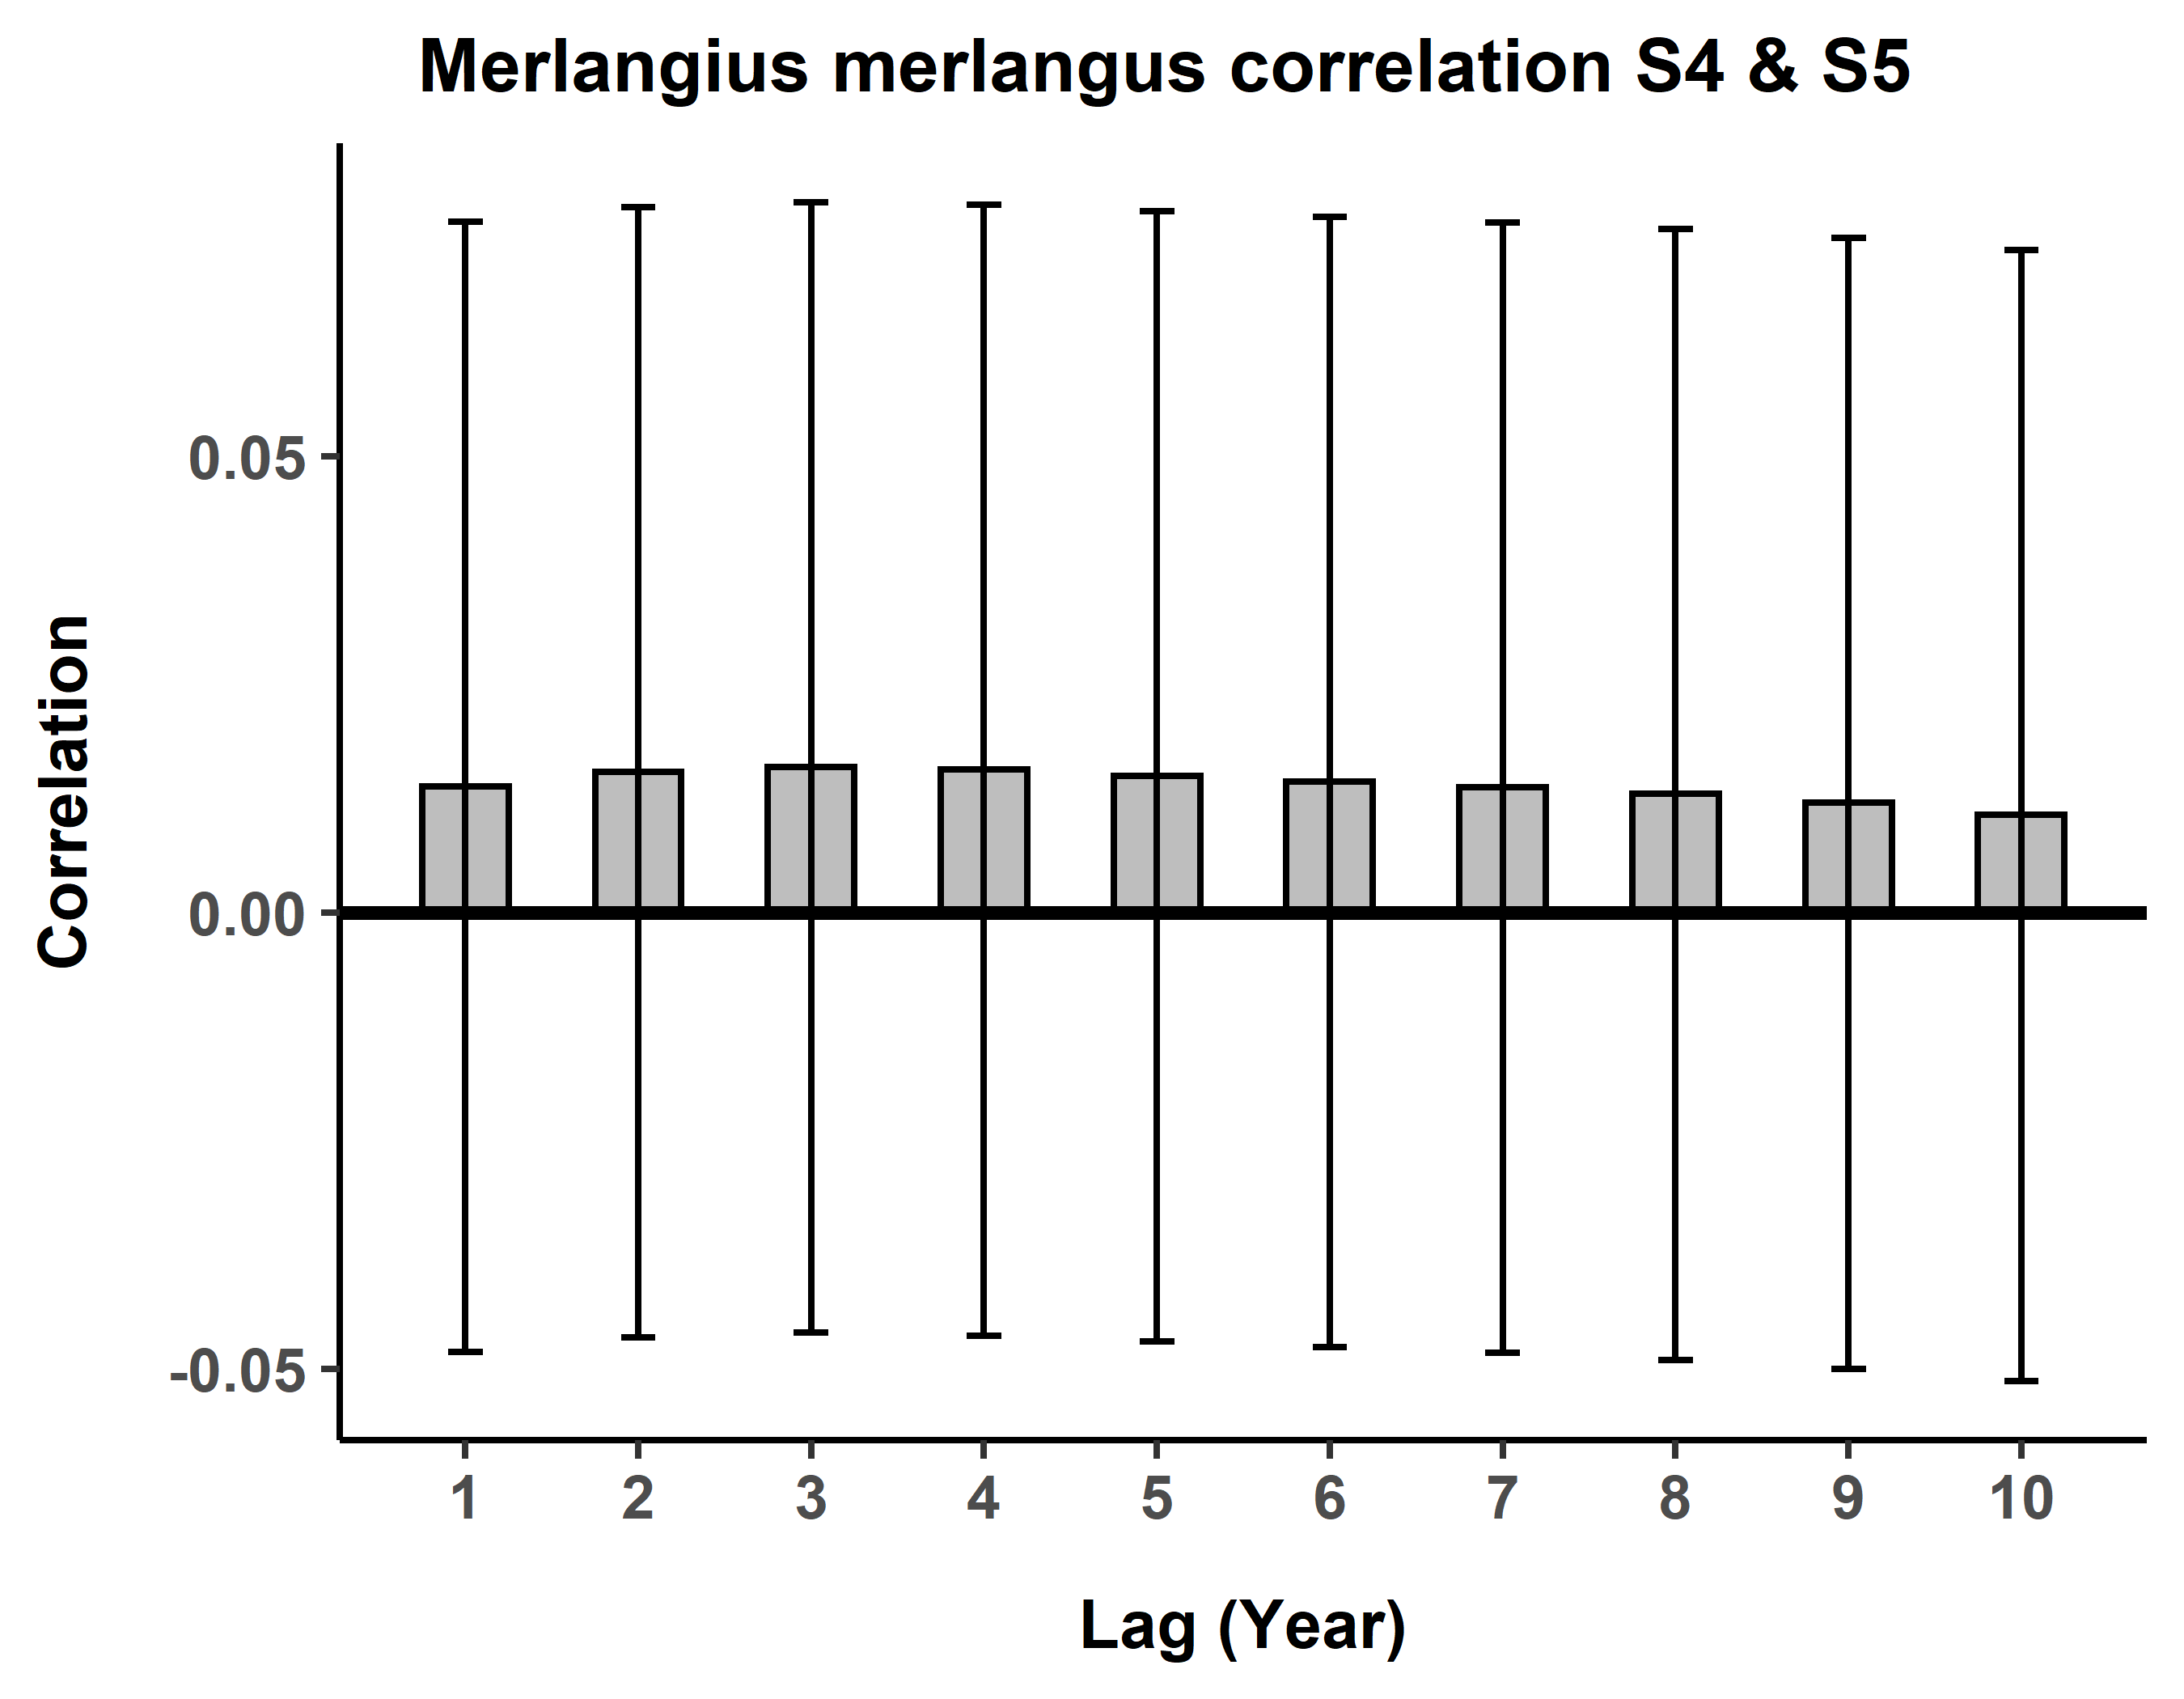 Merlangius merlangus correlation S4 & S5
Correlation
0.05
0.00
-0.05
1 2 3 4 5 6 7 8 9 10
Lag (Year)